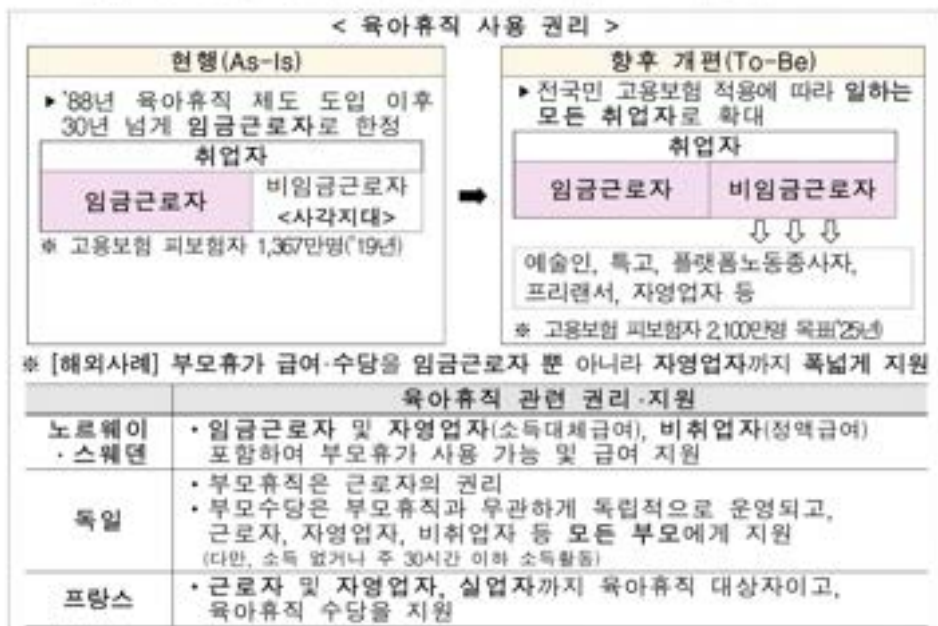 < 육아휴직 사용 권리 >
현행(As-Is)
▸'88년 육아휴직 제도 도입 이후
30년 넘게 임금근로자로 한정
취업자
임금근로자
비임금근로자
<사각지대>
※ 고용보험 피보험자 1,367만명('19년)
➡
향후 개편(To-Be)
▸전국민 고용보험 적용에 따라 일하는
모든 취업자로 확대
취업자
임금근로자
비임금근로자
⇩ ⇩ ⇩
예술인, 특고, 플랫폼노동종사자,
프리랜서, 자영업자 등
※ 고용보험 피보험자 2,100만명 목표('25년)
※ [해외사례] 부모휴가 급여·수당을 임금근로자 뿐 아니라 자영업자까지 폭넓게 지원
육아휴직 관련 권리·지원
노르웨이
·스웨덴
・임금근로자 및 자영업자(소득대체급여), 비취업자(정액급여)
포함하여 부모휴가 사용 가능 및 급여 지원
독일
・부모휴직은 근로자의 권리
・부모수당은 부모휴직과 무관하게 독립적으로 운영되고,
근로자, 자영업자, 비취업자 등 모든 부모에게 지원
(다만, 소득 없거나 주 30시간 이하 소득활동)
프랑스
・근로자 및 자영업자, 실업자까지 육아휴직 대상자이고,
육아휴직 수당을 지원